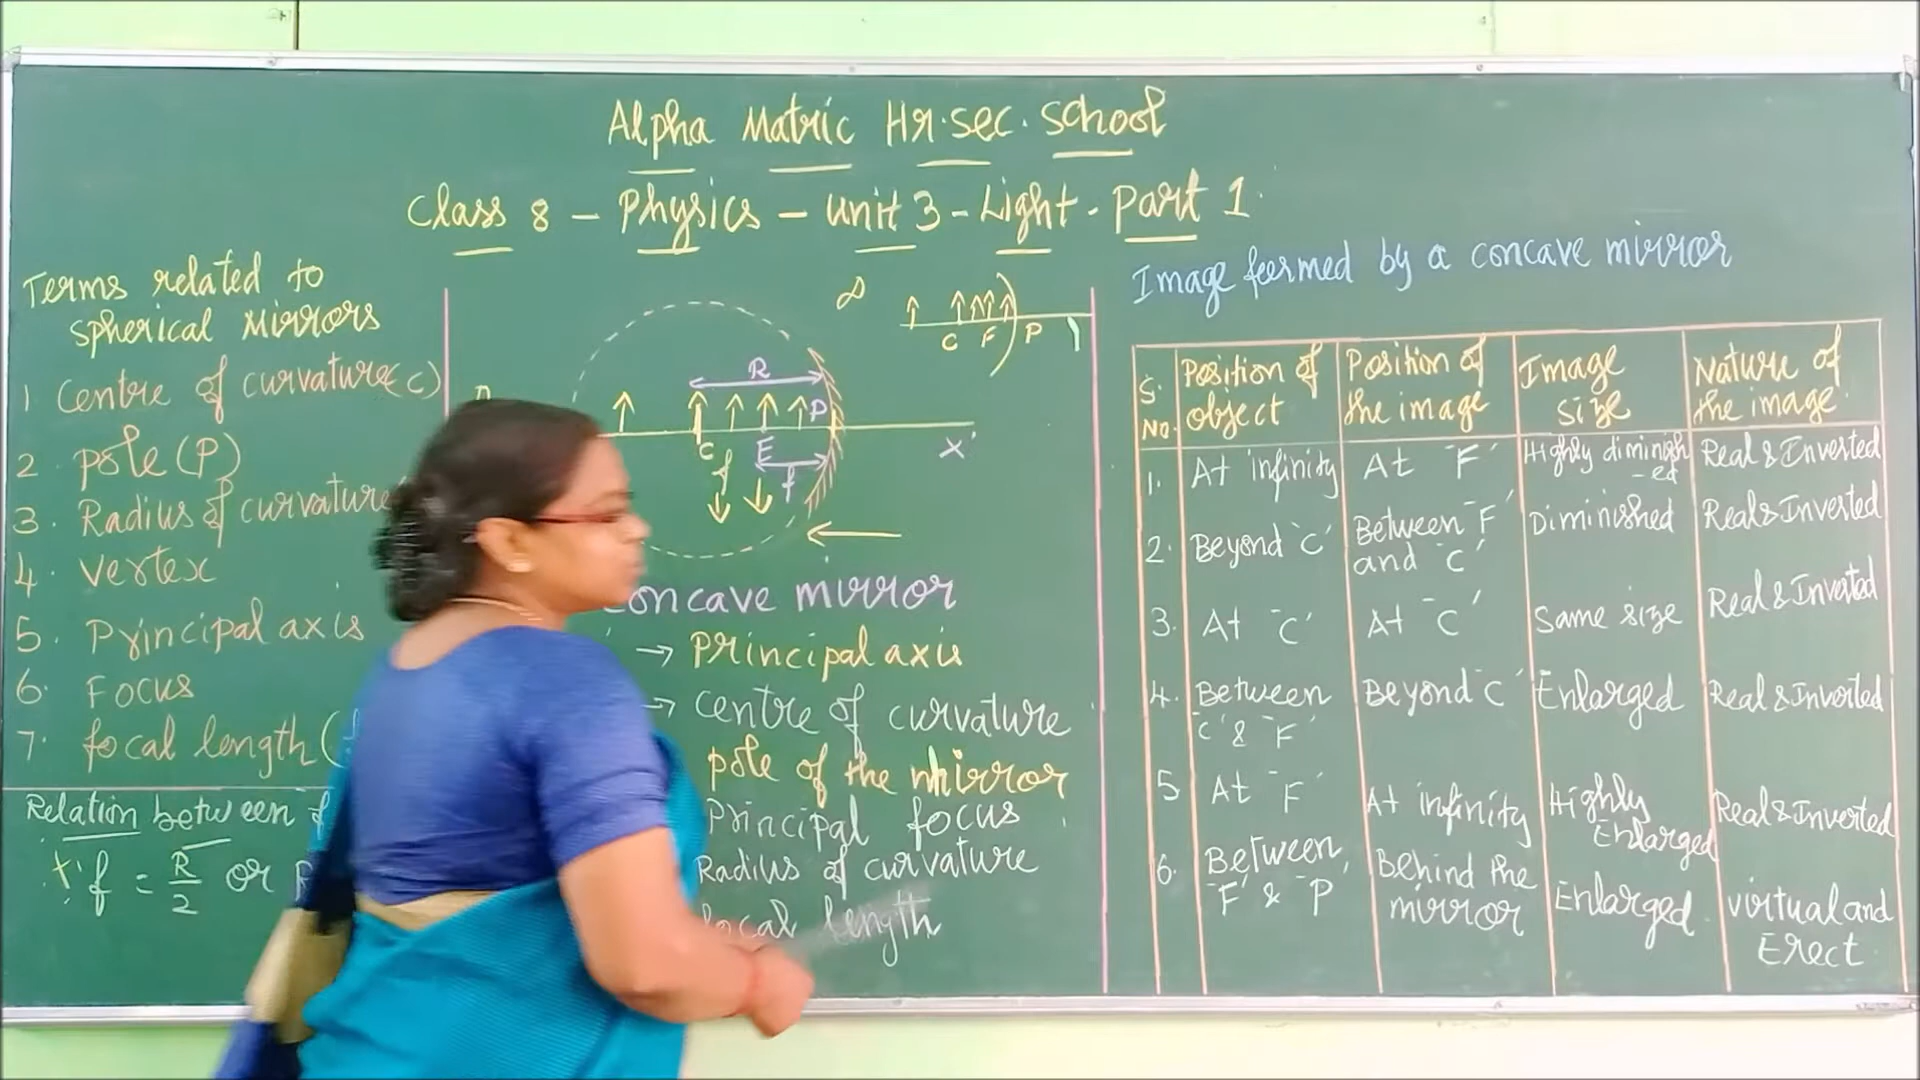 Alpha Matric Hr.sec. School
Class 8 - Physics - Unit 3 - Light - Part 1
Terms related to
spherical Mirrors
1 Centre of curvature(c)
2. pole (P)
3. Radius of curvature
4. vertex
5. Principal axis
6. Focus
7. focal length (
Relation between f
f = R/2 or R
∞
C F P
R
P
C F
X'
f
f
concave mirror
→ Principal axis
→ centre of curvature
pole of the mirror
Principal focus
Radius of curvature
focal length
Image formed by a concave mirror
S. No. Position of object Position of the image Image size Nature of the image
1. At infinity At "F" Highly diminish-ed Real & Inverted
2. Beyond "C" Between "F" and "C" Diminished Real & Inverted
3. At "C" At "C" Same size Real & Inverted
4. Between "C" & "F" Beyond "C" Enlarged Real & Inverted
5 At "F" At infinity Highly Enlarged Real & Inverted
6. Between "F" & "P" Behind the mirror Enlarged virtual and Erect